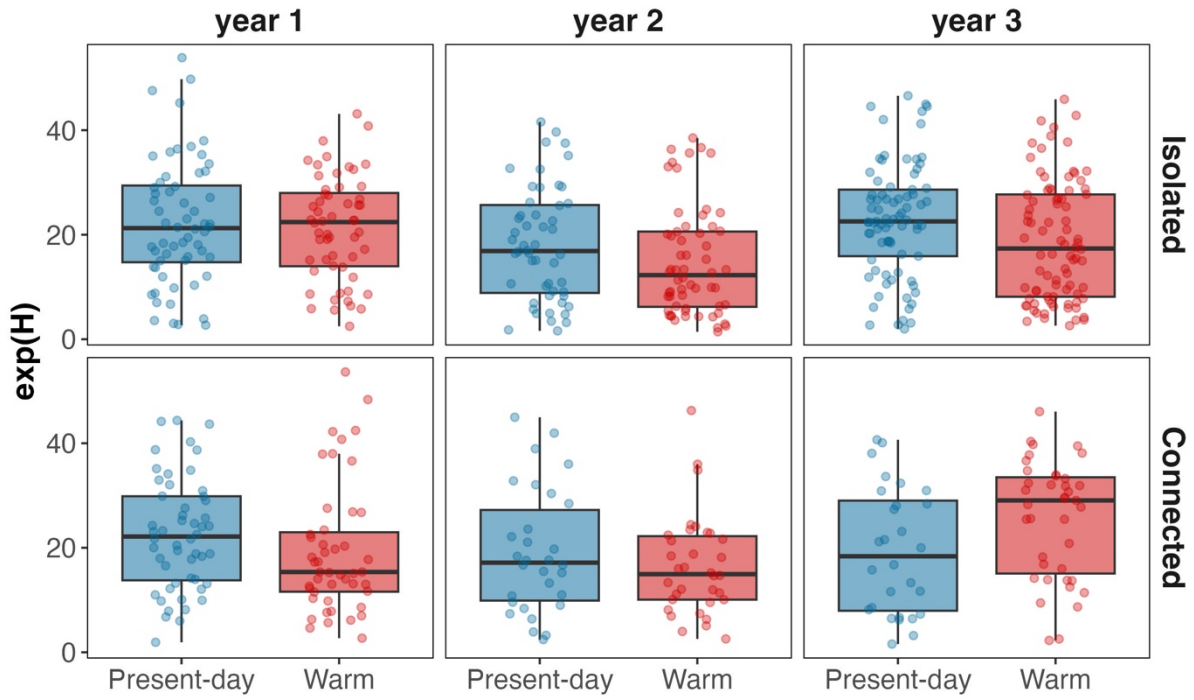 year 1 year 2 year 3
40
20
0
Isolated
exp(H)
40
20
0
Connected
Present-day Warm Present-day Warm Present-day Warm